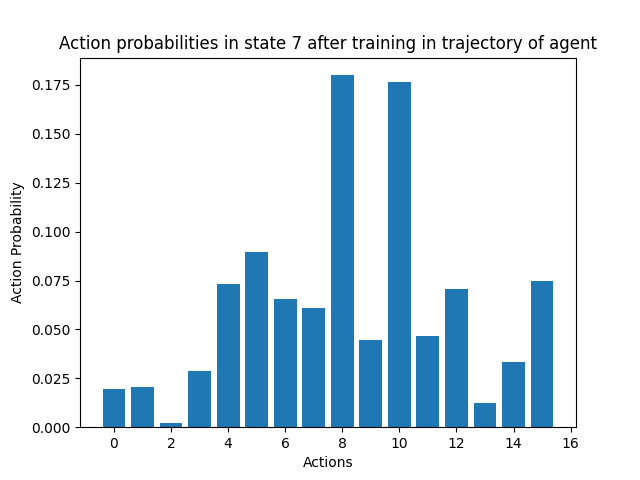 Action probabilities in state 7 after training in trajectory of agent
0.175
0.150
0.125
0.100
0.075
0.050
0.025
0.000
Action Probability
0 2 4 6 8 10 12 14 16
Actions